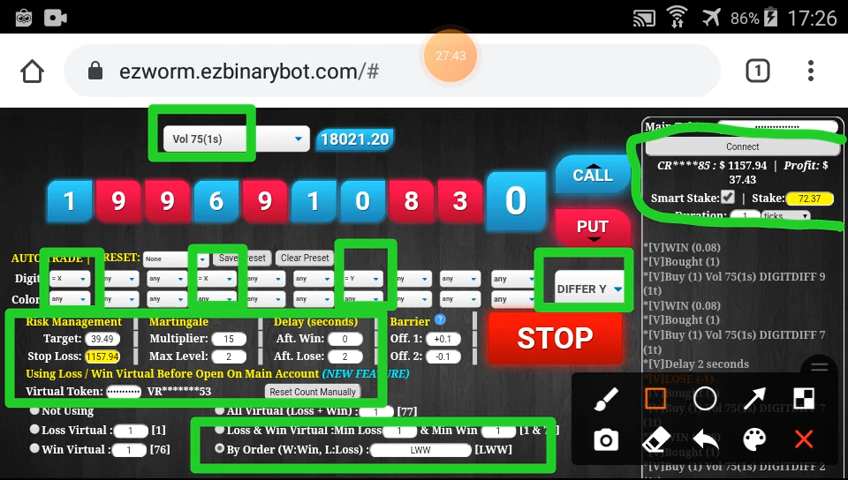 86% 17:26
27:43
ezworm.ezbinarybot.com/#
1
Vol 75(1s)
18021.20
CALL
PUT
1 9 9 6 9 1 0 8 3 0
Connect
CR****85 : $ 1157.94 | Profit: $
37.43
Smart Stake: | Stake: 72.37
Duration: 1 ticks
AUTO TRADE | PRESET: None Save Preset Clear Preset
Digit = X any any = X any any = Y any any any
Color any any any any any any any any any any
DIFFER Y
STOP
Risk Management Martingale Delay (seconds) Barrier ?
Target: 39.49 Multiplier: 15 Aft. Win: 0 Off. 1: +0.1
Stop Loss: 1157.94 Max Level: 2 Aft. Lose: 2 Off. 2: -0.1
Using Loss / Win Virtual Before Open On Main Account (NEW FEATURE)
Virtual Token: ·········· VR*******53 Reset Count Manually
Not Using All Virtual (Loss + Win) : 1 [77]
Loss Virtual : 1 [1] Loss & Win Virtual :Min Loss 1 & Min Win 1
Win Virtual : 1 [76] By Order (W:Win, L:Loss) : LWW [LWW]
*[V]WIN (0.08)
*[V]Bought (1)
*[V]Buy (1) Vol 75(1s) DIGITDIFF 9
(1t)
*[V]WIN (0.08)
*[V]Bought (1)
*[V]Buy (1) Vol 75(1s) DIGITDIFF 7
(1t)
*[V]Delay 2 seconds